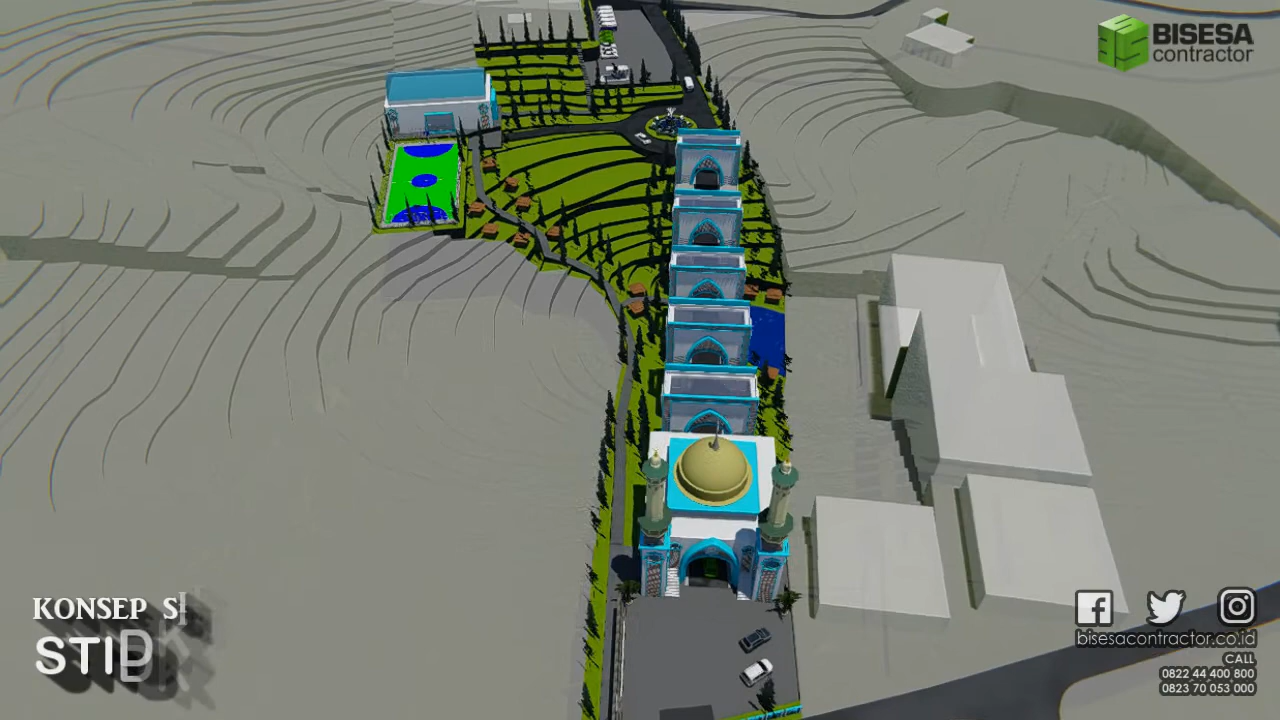 BISESA
contractor
KONSEP S
STID
bisesacontractor.co.id
CALL
0822 44 400 800
0823 70 053 000